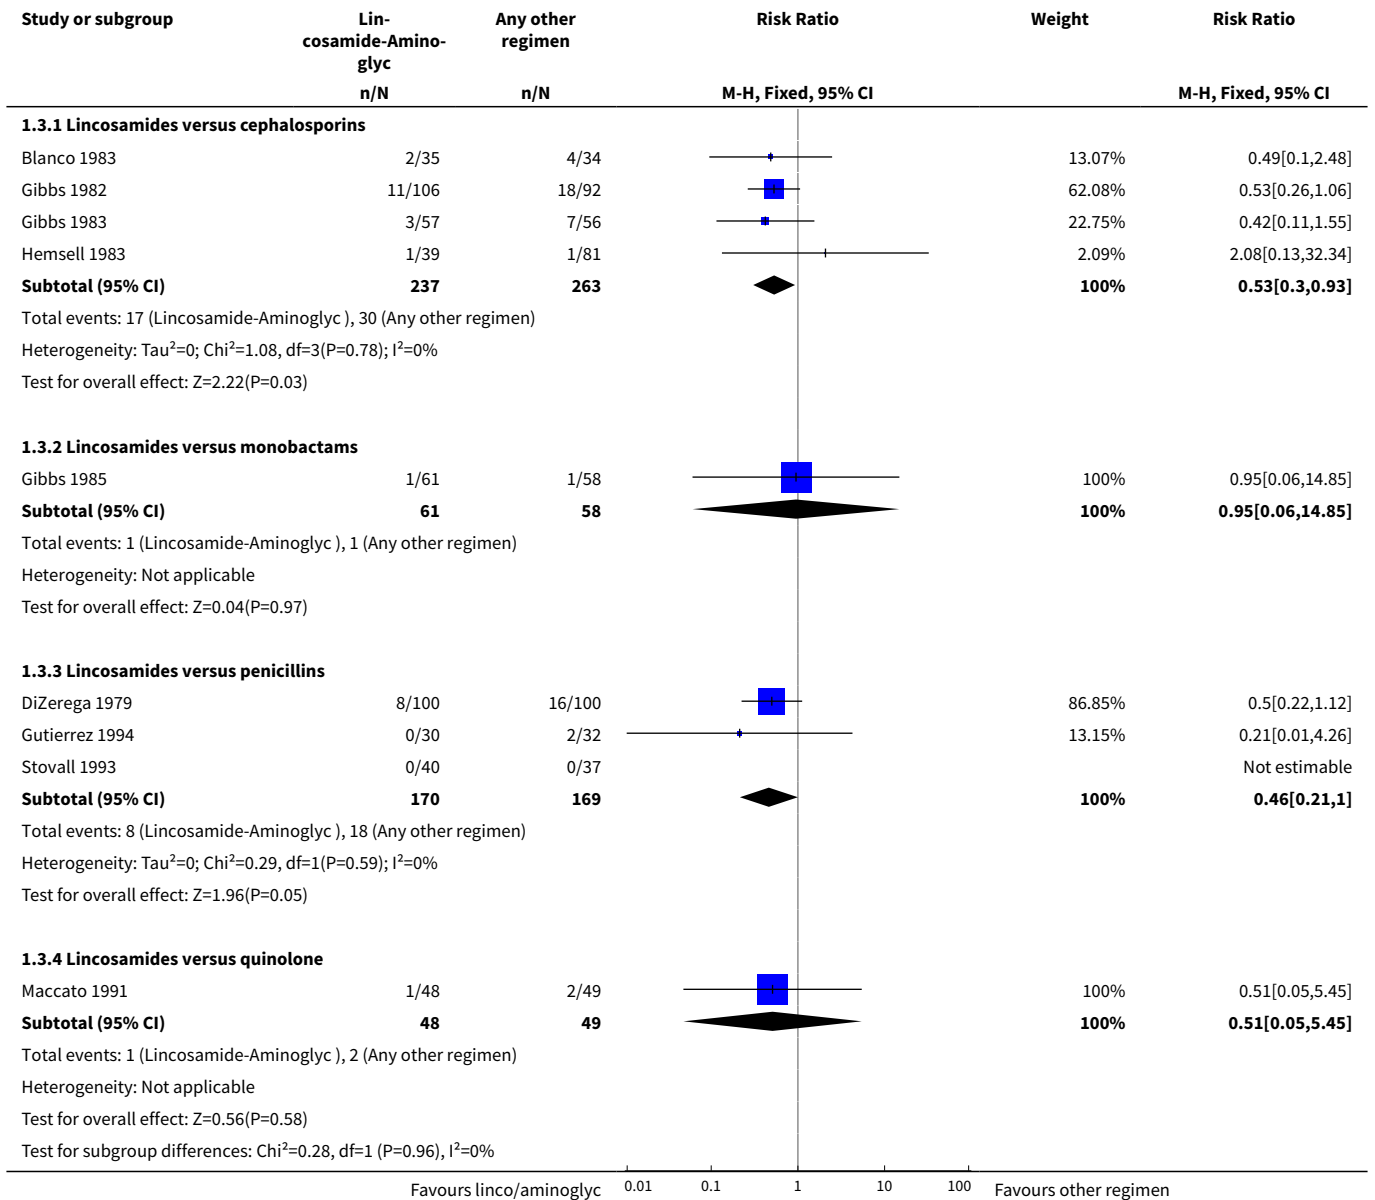 Study or subgroup Lin- Any other Risk Ratio Weight Risk Ratio
cosamide-Amino- regimen
glyc
n/N n/N M-H, Fixed, 95% CI M-H, Fixed, 95% CI
1.3.1 Lincosamides versus cephalosporins
Blanco 1983 2/35 4/34 13.07% 0.49[0.1,2.48]
Gibbs 1982 11/106 18/92 62.08% 0.53[0.26,1.06]
Gibbs 1983 3/57 7/56 22.75% 0.42[0.11,1.55]
Hemsell 1983 1/39 1/81 2.09% 2.08[0.13,32.34]
Subtotal (95% CI) 237 263 100% 0.53[0.3,0.93]
Total events: 17 (Lincosamide-Aminoglyc ), 30 (Any other regimen)
Heterogeneity: Tau²=0; Chi²=1.08, df=3(P=0.78); I²=0%
Test for overall effect: Z=2.22(P=0.03)
1.3.2 Lincosamides versus monobactams
Gibbs 1985 1/61 1/58 100% 0.95[0.06,14.85]
Subtotal (95% CI) 61 58 100% 0.95[0.06,14.85]
Total events: 1 (Lincosamide-Aminoglyc ), 1 (Any other regimen)
Heterogeneity: Not applicable
Test for overall effect: Z=0.04(P=0.97)
1.3.3 Lincosamides versus penicillins
DiZerega 1979 8/100 16/100 86.85% 0.5[0.22,1.12]
Gutierrez 1994 0/30 2/32 13.15% 0.21[0.01,4.26]
Stovall 1993 0/40 0/37 Not estimable
Subtotal (95% CI) 170 169 100% 0.46[0.21,1]
Total events: 8 (Lincosamide-Aminoglyc ), 18 (Any other regimen)
Heterogeneity: Tau²=0; Chi²=0.29, df=1(P=0.59); I²=0%
Test for overall effect: Z=1.96(P=0.05)
1.3.4 Lincosamides versus quinolone
Maccato 1991 1/48 2/49 100% 0.51[0.05,5.45]
Subtotal (95% CI) 48 49 100% 0.51[0.05,5.45]
Total events: 1 (Lincosamide-Aminoglyc ), 2 (Any other regimen)
Heterogeneity: Not applicable
Test for overall effect: Z=0.56(P=0.58)
Test for subgroup differences: Chi²=0.28, df=1 (P=0.96), I²=0%
Favours linco/aminoglyc 0.01 0.1 1 10 100 Favours other regimen